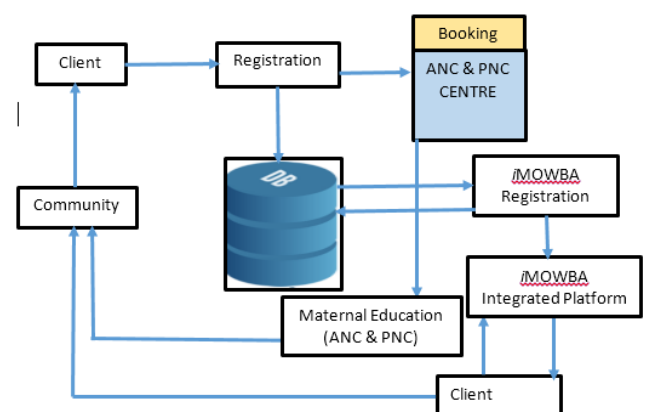 Booking
Client
Registration
ANC & PNC
CENTRE
DB
iMOWBA
Registration
Community
iMOWBA
Integrated Platform
Maternal Education
(ANC & PNC)
Client